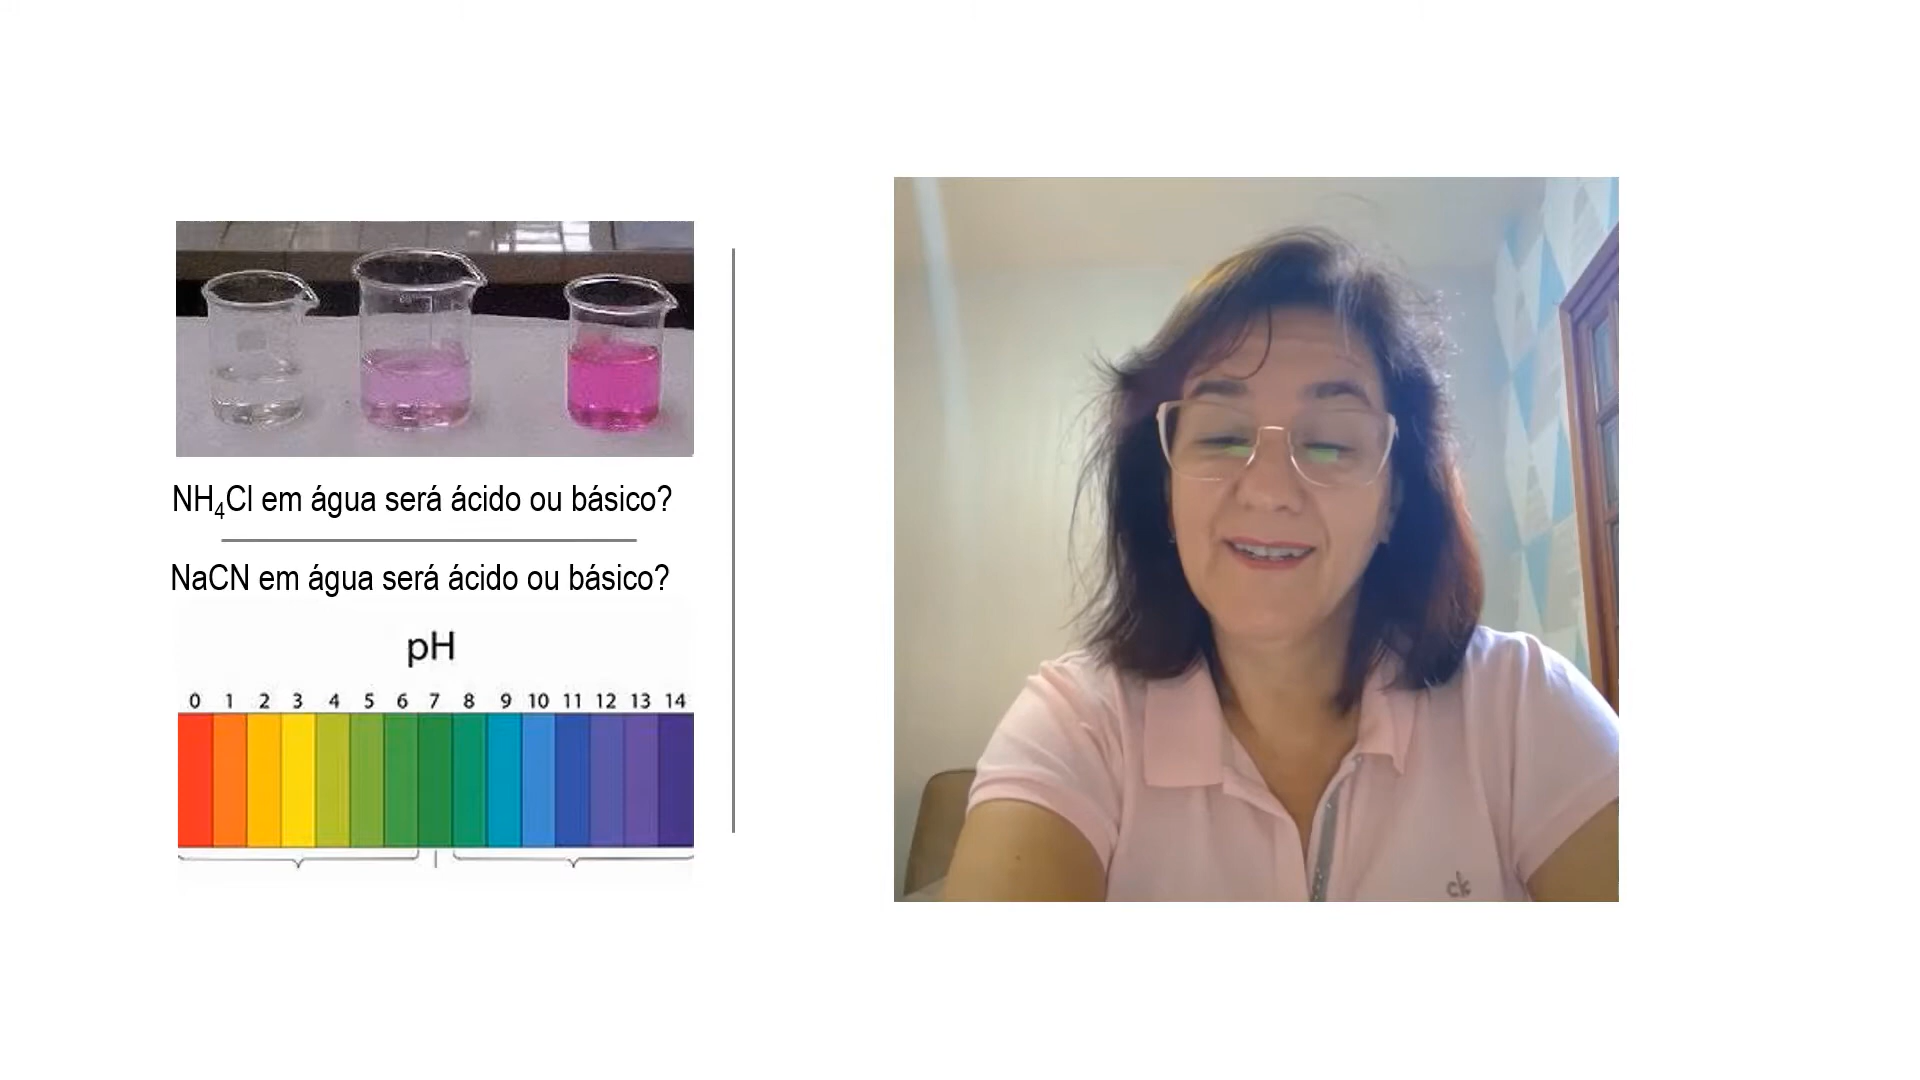 NH₄Cl em água será ácido ou básico?
NaCN em água será ácido ou básico?
pH
0 1 2 3 4 5 6 7 8 9 10 11 12 13 14
ck